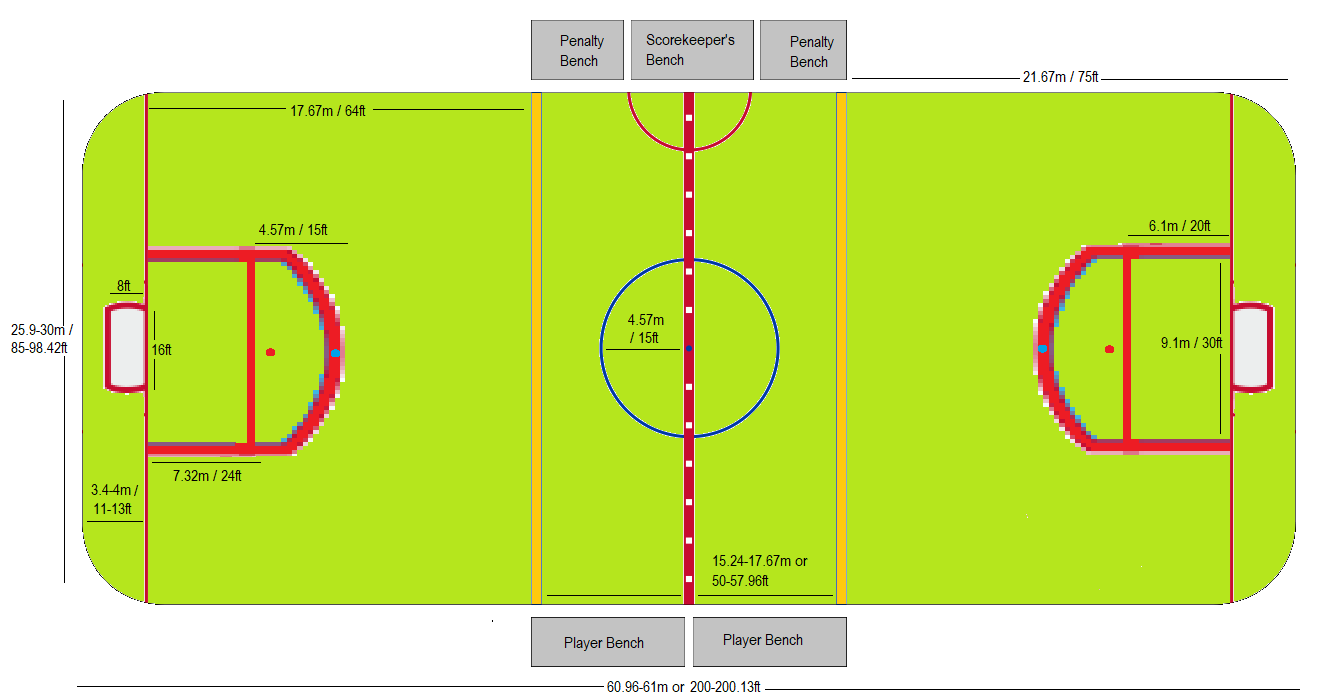 Penalty
Bench
Scorekeeper's
Bench
Penalty
Bench
21.67m / 75ft
17.67m / 64ft
4.57m / 15ft
6.1m / 20ft
8ft
4.57m
/ 15ft
25.9-30m /
85-98.42ft
16ft
9.1m / 30ft
7.32m / 24ft
3.4-4m /
11-13ft
15.24-17.67m or
50-57.96ft
Player Bench
Player Bench
60.96-61m or 200-200.13ft